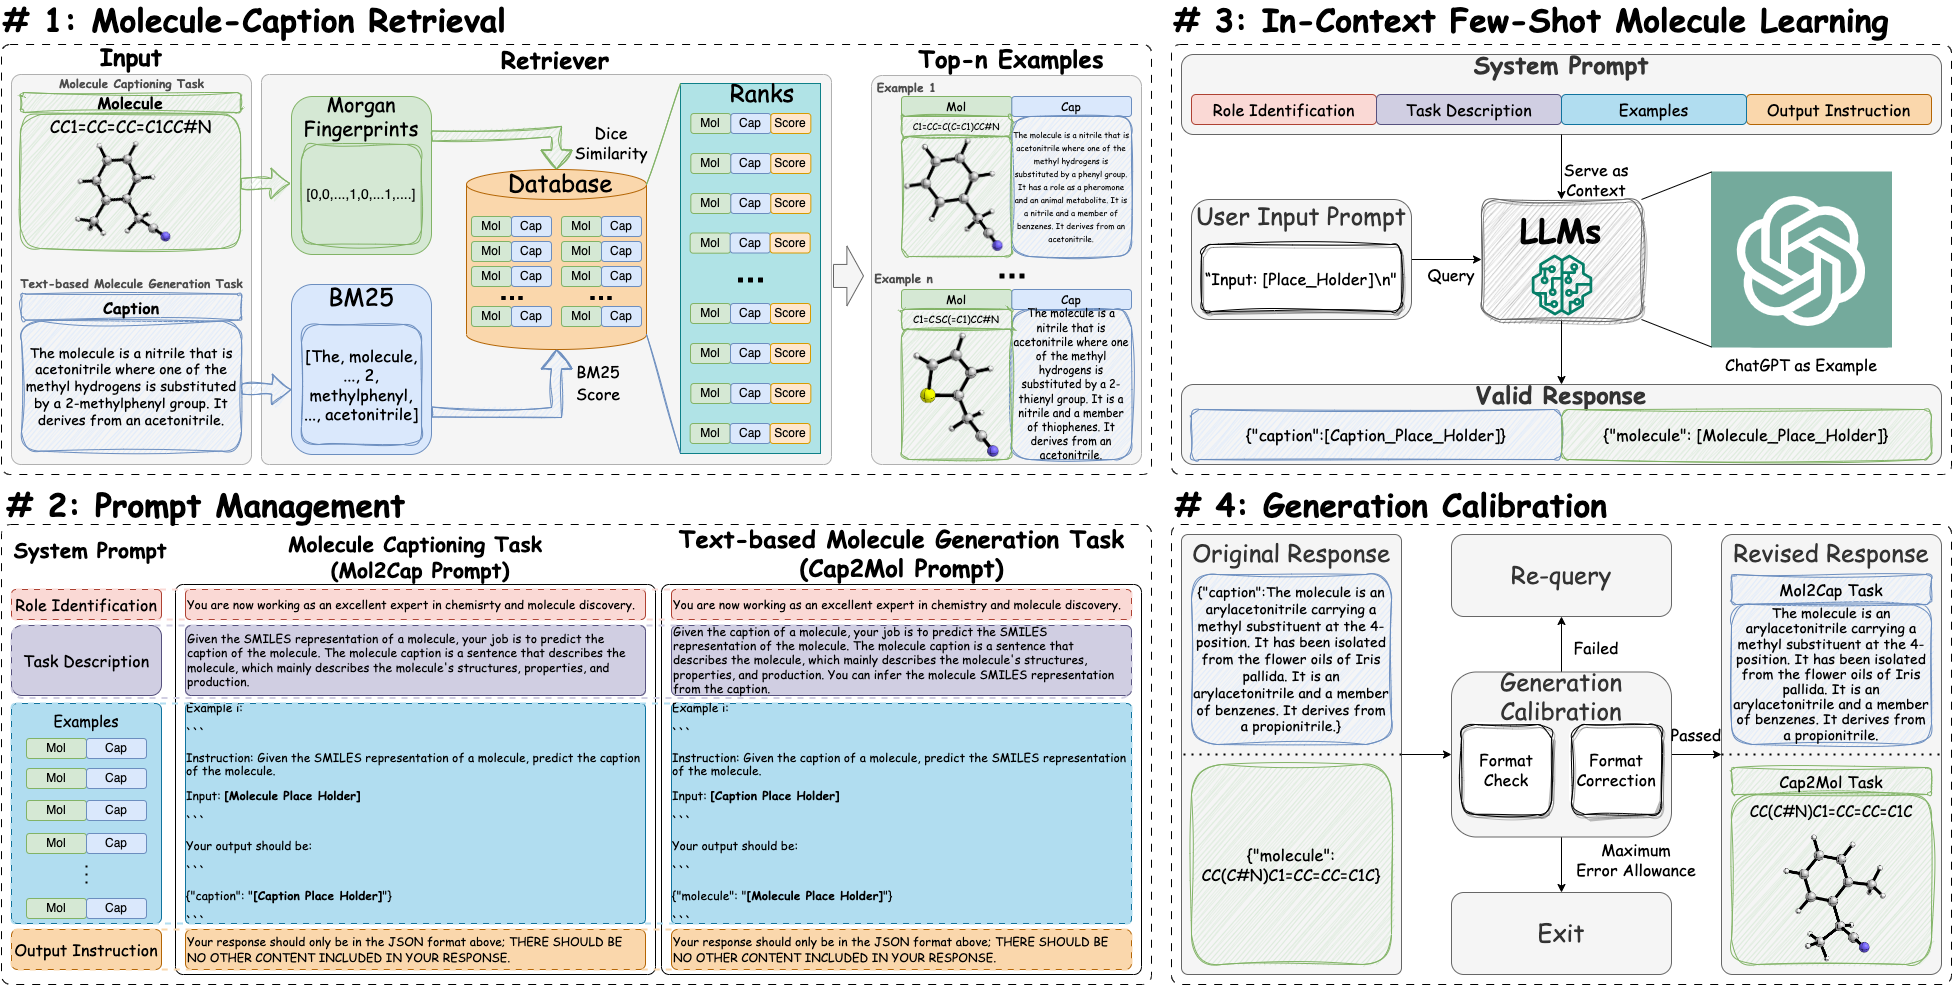 # 1: Molecule-Caption Retrieval
Input
Molecule Captioning Task
Molecule
CC1=CC=CC=C1CC#N
Text-based Molecule Generation Task
Caption
The molecule is a nitrile that is
acetonitrile where one of the
methyl hydrogens is substituted
by a 2-methylphenyl group. It
derives from an acetonitrile.
Retriever
Morgan
Fingerprints
[0,0,...,1,0,...1,....]
BM25
[The, molecule,
..., 2,
methylphenyl,
..., acetonitrile]
Dice
Similarity
Database
Mol Cap Mol Cap
Mol Cap Mol Cap
Mol Cap Mol Cap
... ...
Mol Cap Mol Cap
BM25
Score
Ranks
Mol Cap Score
Mol Cap Score
Mol Cap Score
Mol Cap Score
...
Mol Cap Score
Mol Cap Score
Mol Cap Score
Mol Cap Score
Top-n Examples
Example 1
Mol Cap
C1=CC=C(C=C1)CC#N
The molecule is a nitrile that is
acetonitrile where one of the
methyl hydrogens is
substituted by a phenyl group.
It has a role as a pheromone
and an animal metabolite. It is
a nitrile and a member of
benzenes. It derives from an
acetonitrile.
...
Example n
Mol Cap
C1=CSC(=C1)CC#N
The molecule is a
nitrile that is
acetonitrile where one
of the methyl
hydrogens is
substituted by a 2-
thienyl group. It is a
nitrile and a member
of thiophenes. It
derives from an
acetonitrile.
# 2: Prompt Management
System Prompt
Role Identification
Task Description
Examples
Mol Cap
Mol Cap
Mol Cap
Mol Cap
Mol Cap
Output Instruction
Molecule Captioning Task
(Mol2Cap Prompt)
You are now working as an excellent expert in chemisrty and molecule discovery.
Given the SMILES representation of a molecule, your job is to predict the
caption of the molecule. The molecule caption is a sentence that describes the
molecule, which mainly describes the molecule's structures, properties, and
production.
Example i:
```
Instruction: Given the SMILES representation of a molecule, predict the caption
of the molecule.
Input: [Molecule Place Holder]
```
Your output should be:
```
{"caption": "[Caption Place Holder]"}
```
Your response should only be in the JSON format above; THERE SHOULD BE
NO OTHER CONTENT INCLUDED IN YOUR RESPONSE.
Text-based Molecule Generation Task
(Cap2Mol Prompt)
You are now working as an excellent expert in chemistry and molecule discovery.
Given the caption of a molecule, your job is to predict the SMILES
representation of the molecule. The molecule caption is a sentence that
describes the molecule, which mainly describes the molecule's structures,
properties, and production. You can infer the molecule SMILES representation
from the caption.
Example i:
```
Instruction: Given the caption of a molecule, predict the SMILES representation
of the molecule.
Input: [Caption Place Holder]
```
Your output should be:
```
{"molecule": "[Molecule Place Holder]"}
```
Your response should only be in the JSON format above; THERE SHOULD BE
NO OTHER CONTENT INCLUDED IN YOUR RESPONSE.
# 3: In-Context Few-Shot Molecule Learning
System Prompt
Role Identification Task Description Examples Output Instruction
Serve as
Context
User Input Prompt
"Input: [Place_Holder]\n"
Query
LLMs
ChatGPT as Example
Valid Response
{"caption":[Caption_Place_Holder]}
{"molecule": [Molecule_Place_Holder]}
# 4: Generation Calibration
Original Response
{"caption":The molecule is an
arylacetonitrile carrying a
methyl substituent at the 4-
position. It has been isolated
from the flower oils of Iris
pallida. It is an
arylacetonitrile and a member
of benzenes. It derives from
a propionitrile.}
{"molecule":
CC(C#N)C1=CC=CC=C1C}
Re-query
Failed
Generation
Calibration
Format
Check
Format
Correction
Passed
Maximum
Error Allowance
Exit
Revised Response
Mol2Cap Task
The molecule is an
arylacetonitrile carrying a
methyl substituent at the 4-
position. It has been isolated
from the flower oils of Iris
pallida. It is an
arylacetonitrile and a member
of benzenes. It derives from
a propionitrile.
Cap2Mol Task
CC(C#N)C1=CC=CC=C1C